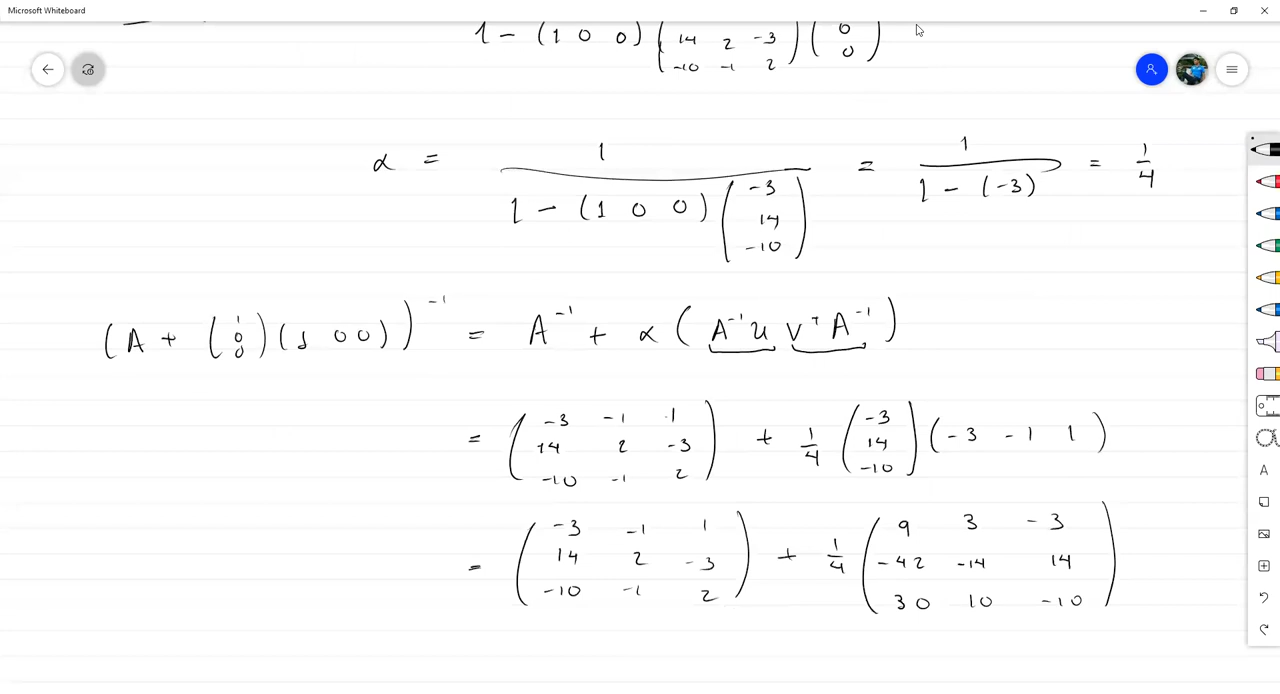 Microsoft Whiteboard
1 - (1 0 0) ( 14 2 -3 -10 -1 2 ) ( 0 0 )
α = 1 / ( 1 - (1 0 0) ( -3 14 -10 ) ) = 1 / ( 1 - (-3) ) = 1/4
(A + ( 1 0 0 ) (1 0 0) )⁻¹ = A⁻¹ + α ( A⁻¹u vᵀA⁻¹ )
= ( -3 -1 1 14 2 -3 -10 -1 2 ) + 1/4 ( -3 14 -10 ) ( -3 -1 1 )
= ( -3 -1 1 14 2 -3 -10 -1 2 ) + 1/4 ( 9 3 -3 -42 -14 14 30 10 -10 )
A